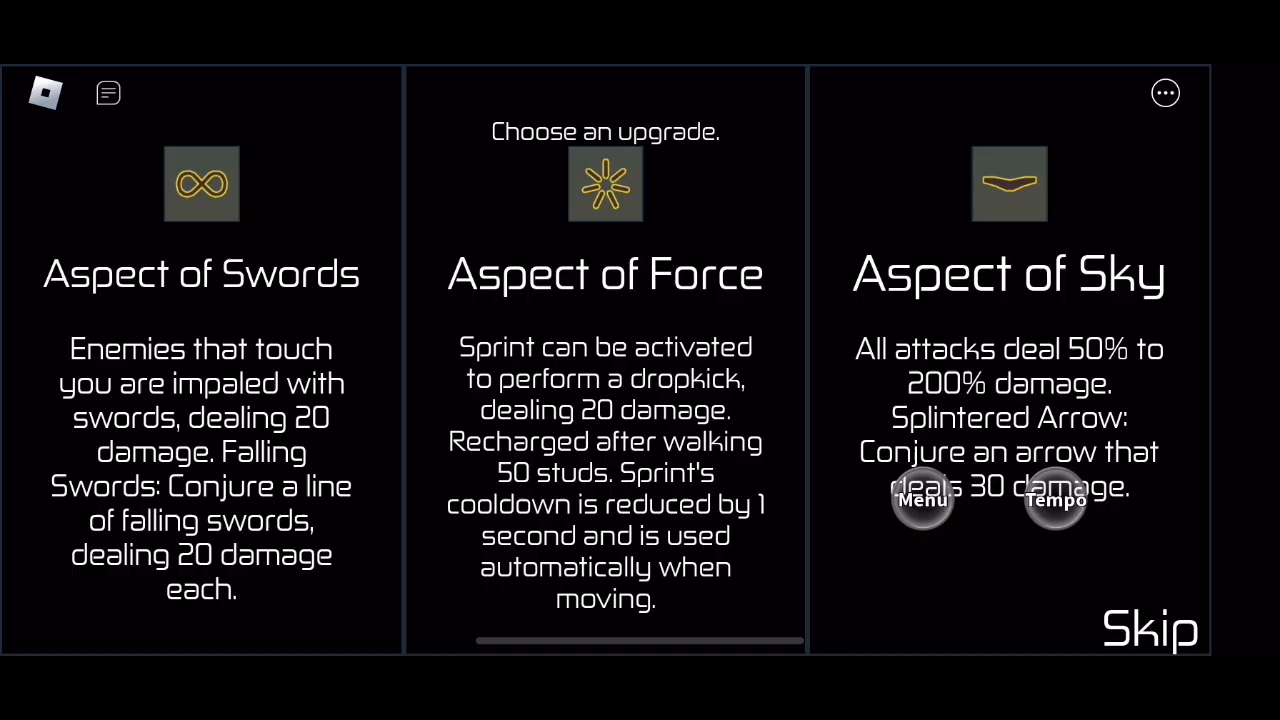 Choose an upgrade.
Aspect of Swords
Enemies that touch
you are impaled with
swords, dealing 20
damage. Falling
Swords: Conjure a line
of falling swords,
dealing 20 damage
each.
Aspect of Force
Sprint can be activated
to perform a dropkick,
dealing 20 damage.
Recharged after walking
50 studs. Sprint's
cooldown is reduced by 1
second and is used
automatically when
moving.
Aspect of Sky
All attacks deal 50% to
200% damage.
Splintered Arrow:
Conjure an arrow that
deals 30 damage.
Menu
Tempo
Skip